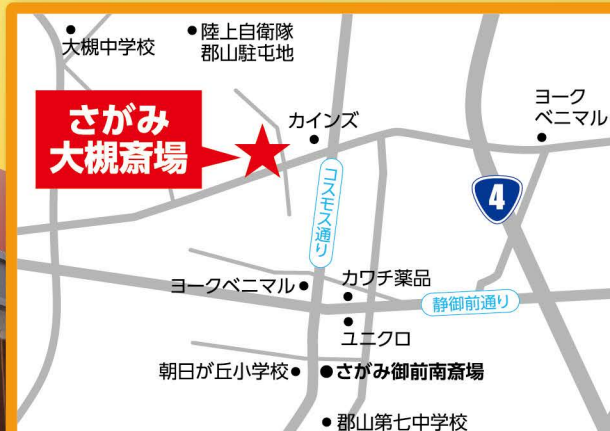 大槻中学校
陸上自衛隊
郡山駐屯地
さがみ
大槻斎場
カインズ
ヨーク
ベニマル
コスモス通り
4
ヨークベニマル
カワチ薬品
静御前通り
ユニクロ
朝日が丘小学校
さがみ御前南斎場
郡山第七中学校